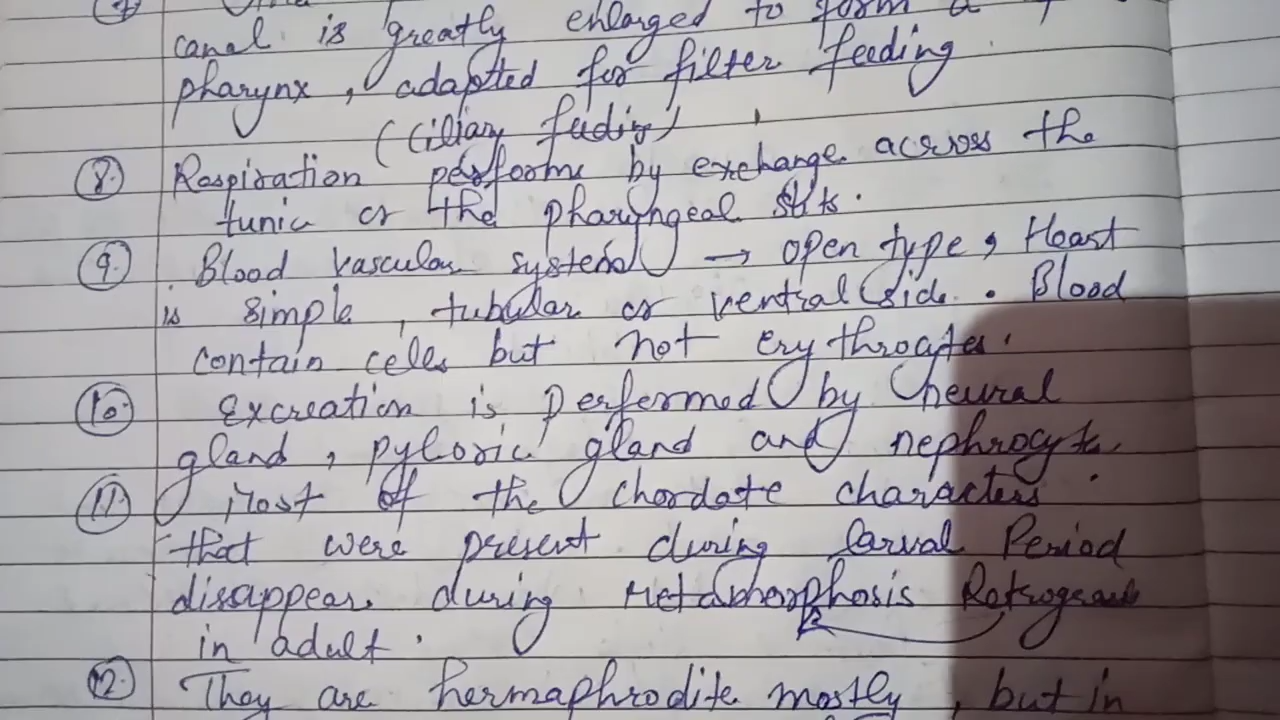 7
canal is greatly enlarged to form a
pharynx, adapted for filter feeding.
(Ciliary feeding)
8. Respiration performs by exchange across the
tunic or the pharyngeal slits.
9. Blood vascular system → open type, Heart
is simple, tubular or ventral side. Blood
contain cells but not erythrocytes.
10. Excreation is performed by neural
gland, pyloric gland and nephrocyte.
11. Most of the chordate characters
that were present during larval Period
disappear during Metamorphosis Retrograde
in adult.
12. They are hermaphrodite mostly, but in